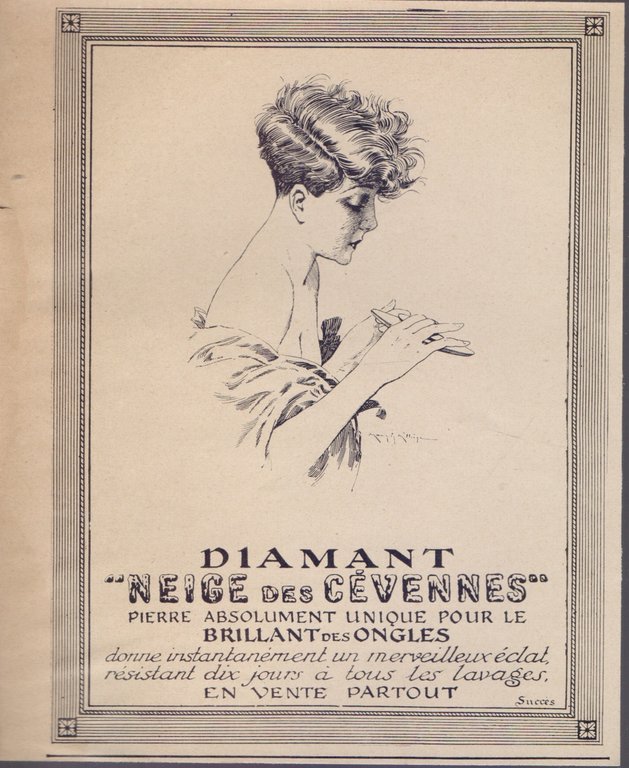 DIAMANT
"NEIGE DES CÉVENNES"
PIERRE ABSOLUMENT UNIQUE POUR LE
BRILLANT DES ONGLES
donne instantanément un merveilleux éclat,
résistant dix jours à tous les lavages.
EN VENTE PARTOUT
Succès